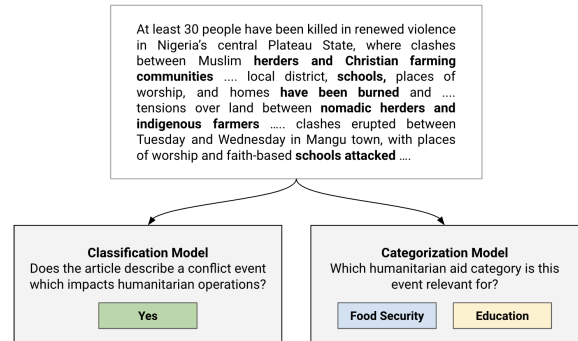 At least 30 people have been killed in renewed violence
in Nigeria's central Plateau State, where clashes
between Muslim herders and Christian farming
communities .... local district, schools, places of
worship, and homes have been burned and ....
tensions over land between nomadic herders and
indigenous farmers ..... clashes erupted between
Tuesday and Wednesday in Mangu town, with places
of worship and faith-based schools attacked ....
Classification Model
Does the article describe a conflict event
which impacts humanitarian operations?
Yes
Categorization Model
Which humanitarian aid category is this
event relevant for?
Food Security
Education